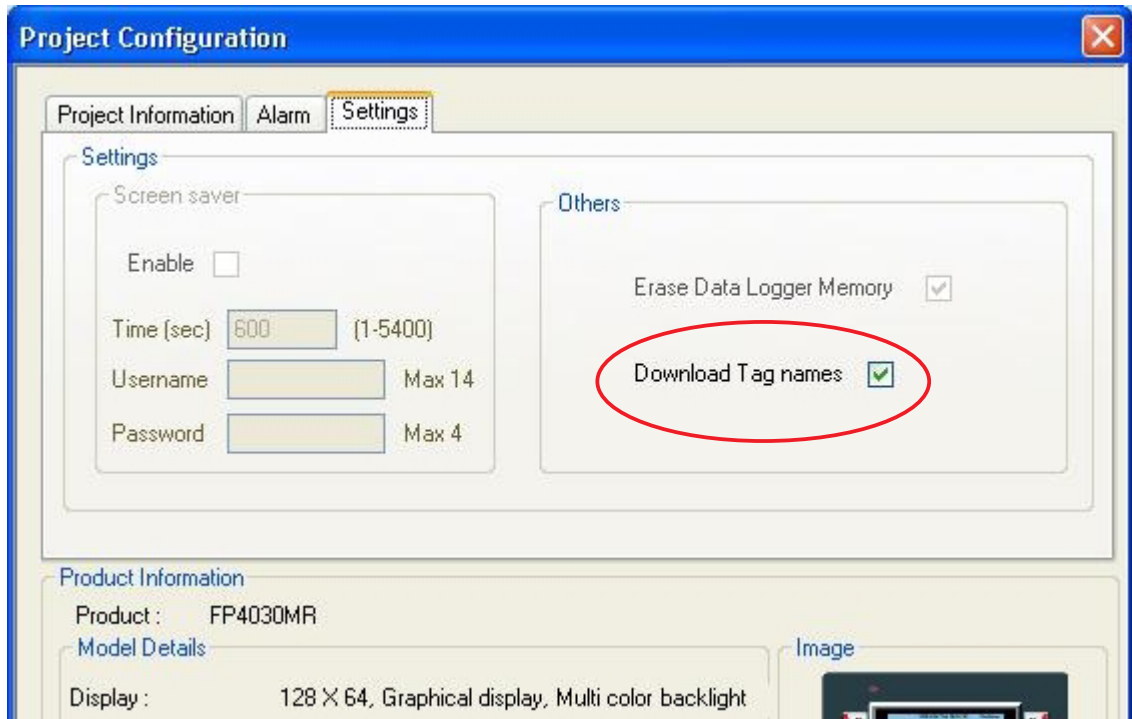 Project Configuration
Project Information Alarm Settings
Settings
Screen saver
Enable
Time (sec) 600 (1-5400)
Username Max 14
Password Max 4
Others
Erase Data Logger Memory
Download Tag names
Product Information
Product : FP4030MR
Model Details
Display : 128 X 64, Graphical display, Multi color backlight
Image